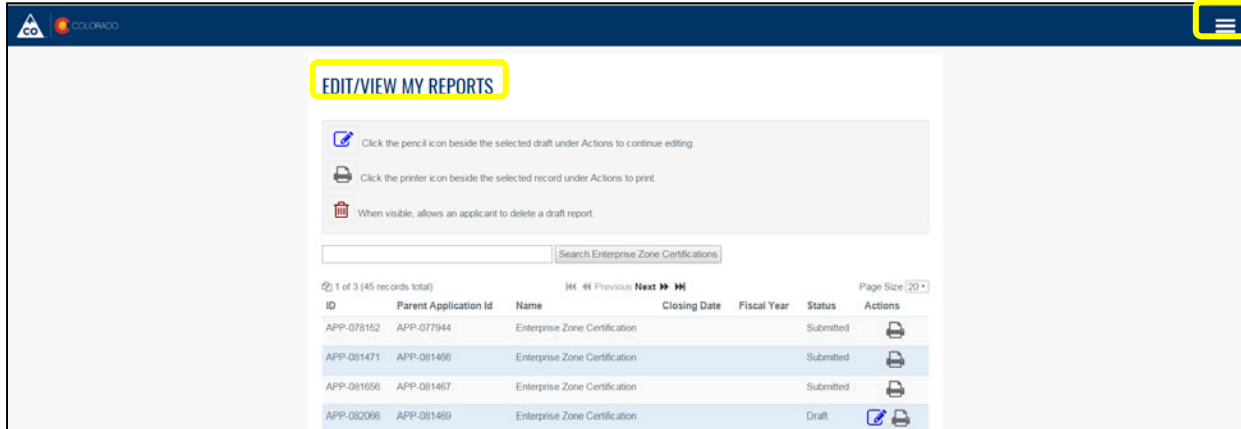 CO COLORADO
EDIT/VIEW MY REPORTS
Click the pencil icon beside the selected draft under Actions to continue editing.
Click the printer icon beside the selected record under Actions to print.
When visible, allows an applicant to delete a draft report.
Search Enterprise Zone Certifications
1 of 3 (45 records total) Previous Next Page Size 20
ID Parent Application Id Name Closing Date Fiscal Year Status Actions
APP-078152 APP-077944 Enterprise Zone Certification Submitted
APP-081471 APP-081466 Enterprise Zone Certification Submitted
APP-081656 APP-081467 Enterprise Zone Certification Submitted
APP-082066 APP-081469 Enterprise Zone Certification Draft